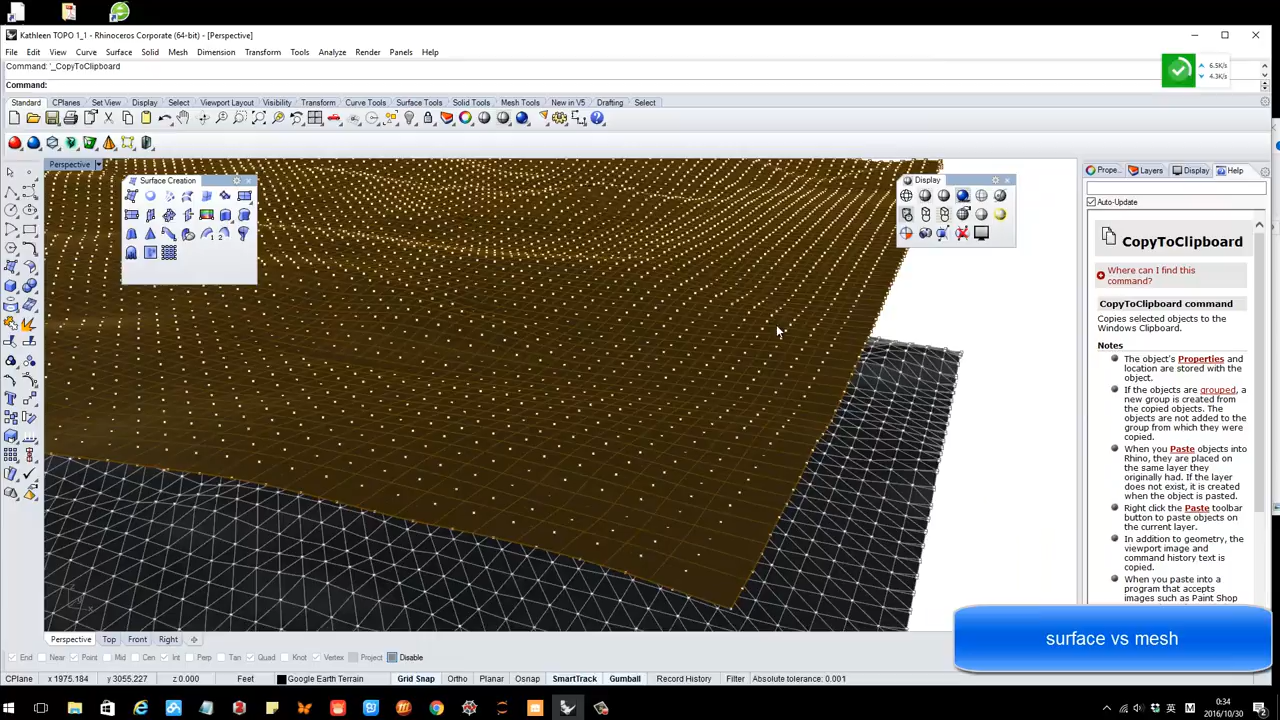 Kathleen TOPO 1_1 - Rhinoceros Corporate (64-bit) - [Perspective]
File Edit View Curve Surface Solid Mesh Dimension Transform Tools Analyze Render Panels Help
Command: '_CopyToClipboard
Command:
6.5K/s
4.3K/s
Standard CPlanes Set View Display Select Viewport Layout Visibility Transform Curve Tools Surface Tools Solid Tools Mesh Tools New in V5 Drafting Select
Perspective
Surface Creation
Display
Prope... Layers Display Help
Auto-Update
CopyToClipboard
Where can I find this
command?
CopyToClipboard command
Copies selected objects to the
Windows Clipboard.
Notes
The object's Properties and
location are stored with the
object.
If the objects are grouped, a
new group is created from
the copied objects. The
objects are not added to the
group from which they were
copied.
When you Paste objects into
Rhino, they are placed on
the same layer they
originally had. If the layer
does not exist, it is created
when the object is pasted.
Right click the Paste toolbar
button to paste objects on
the current layer.
In addition to geometry, the
viewport image and
command history text is
copied.
When you paste into a
program that accepts
images such as Paint Shop
surface vs mesh
Perspective Top Front Right
End Near Point Mid Cen Int Perp Tan Quad Knot Vertex Project Disable
CPlane x 1975.184 y 3055.227 z 0.000 Feet Google Earth Terrain Grid Snap Ortho Planar Osnap SmartTrack Gumball Record History Filter Absolute tolerance: 0.001
英 M 0:34
2016/10/30 2